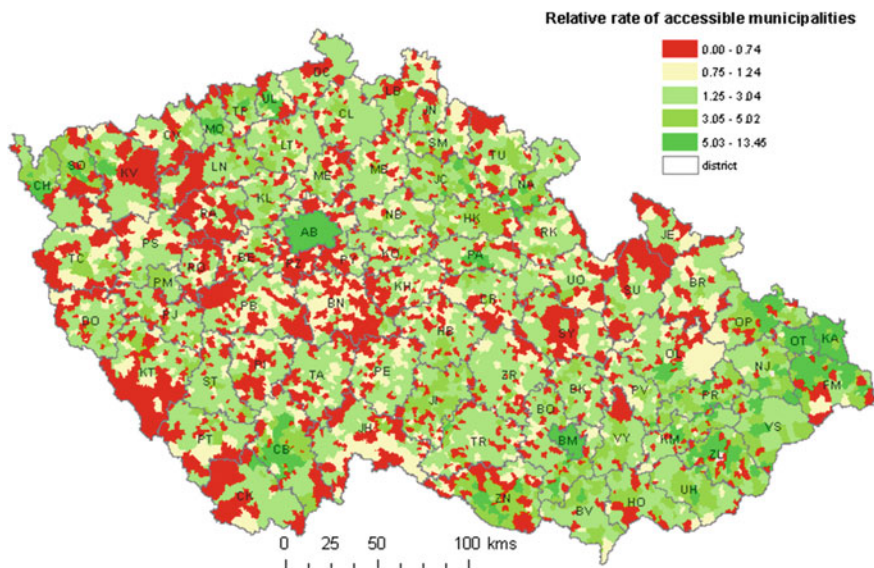 Relative rate of accessible municipalities
0.00 - 0.74
0.75 - 1.24
1.25 - 3.04
3.05 - 5.02
5.03 - 13.45
district
DC
LB
UL
TP
JN
MO
CL
CV
LT
SM
TU
SO
LN
KV
CH
ME
MB
JC
NA
KL
RA
NB
HK
AB
RK
JE
PS
TC
BE
KO
PA
RO
PZ
PY
UO
SU
BR
PM
KH
CR
PB
BN
OP
DO
PJ
HB
SY
OT
KA
OL
KT
PI
PE
NJ
FM
ST
TA
ZR
BK
PV
PR
JI
BO
VS
PT
JH
CB
TR
BM
VY
KM
ZL
CK
ZN
UH
BV
HO
0 25 50 100 kms